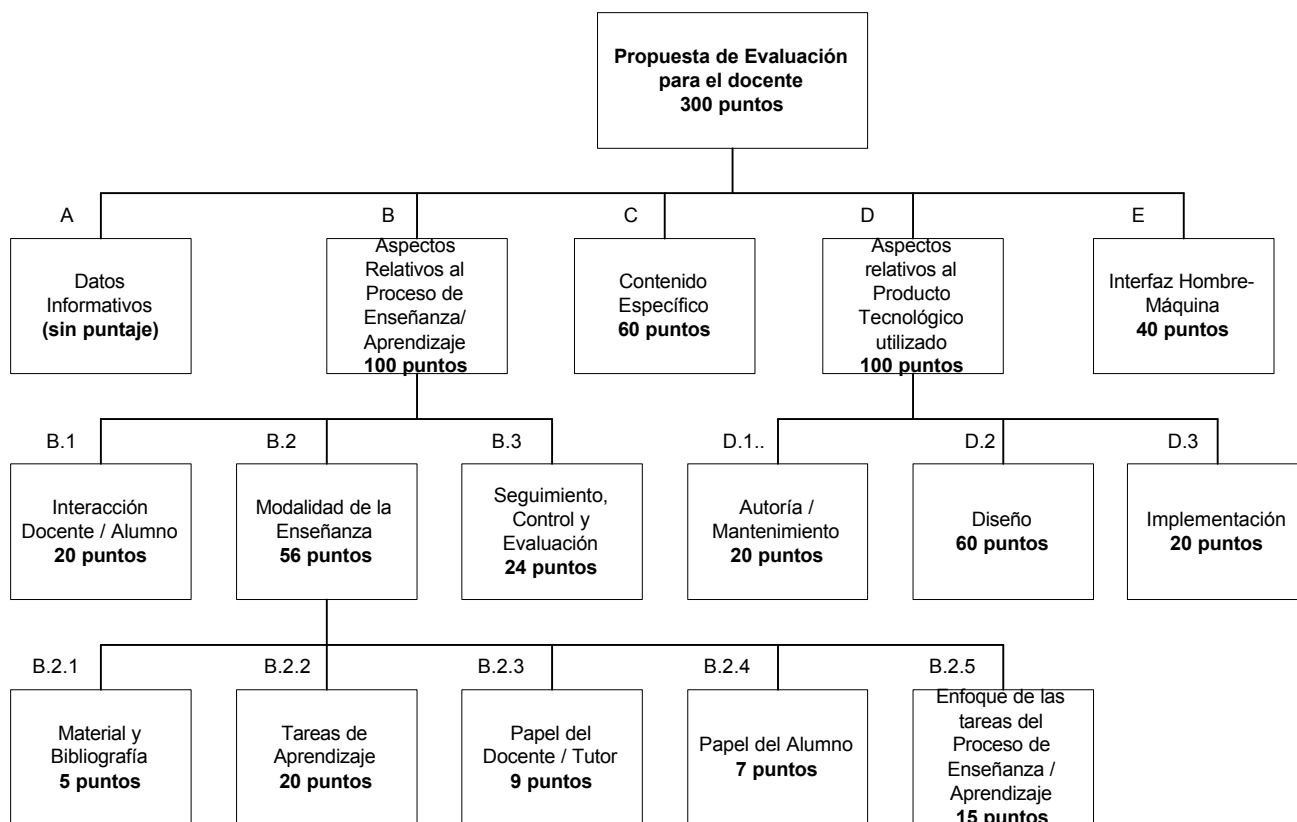 Propuesta de Evaluación
para el docente
300 puntos
A
Datos
Informativos
(sin puntaje)
B
Aspectos
Relativos al
Proceso de
Enseñanza/
Aprendizaje
100 puntos
C
Contenido
Específico
60 puntos
D
Aspectos
relativos al
Producto
Tecnológico
utilizado
100 puntos
E
Interfaz Hombre-
Máquina
40 puntos
B.1
Interacción
Docente / Alumno
20 puntos
B.2
Modalidad de la
Enseñanza
56 puntos
B.3
Seguimiento,
Control y
Evaluación
24 puntos
D.1..
Autoría /
Mantenimiento
20 puntos
D.2
Diseño
60 puntos
D.3
Implementación
20 puntos
B.2.1
Material y
Bibliografía
5 puntos
B.2.2
Tareas de
Aprendizaje
20 puntos
B.2.3
Papel del
Docente / Tutor
9 puntos
B.2.4
Papel del Alumno
7 puntos
B.2.5
Enfoque de las
tareas del
Proceso de
Enseñanza /
Aprendizaje
15 puntos